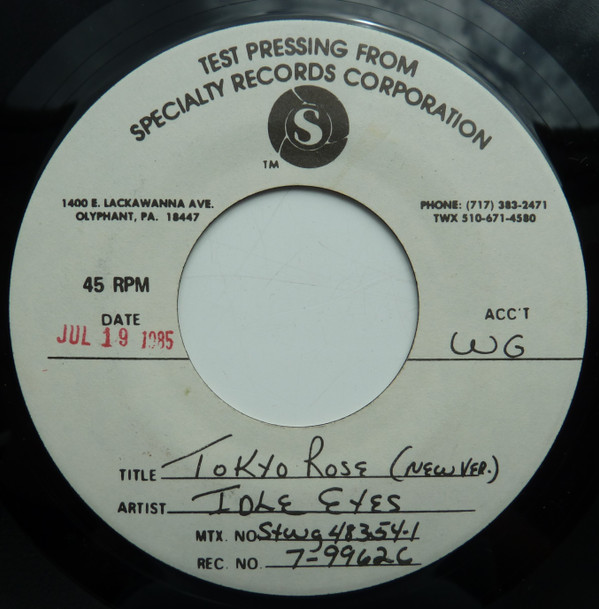 TEST PRESSING FROM
SPECIALTY RECORDS CORPORATION
S
TM
1400 E. LACKAWANNA AVE.
OLYPHANT, PA. 18447
PHONE: (717) 383-2471
TWX 510-671-4580
45 RPM
DATE
JUL 19 1985
ACC'T
WG
TITLE Tokyo Rose (NEW VER.)
ARTIST IDLE EYES
MTX. NO Stwg 48354-1
REC. NO. 7-99626